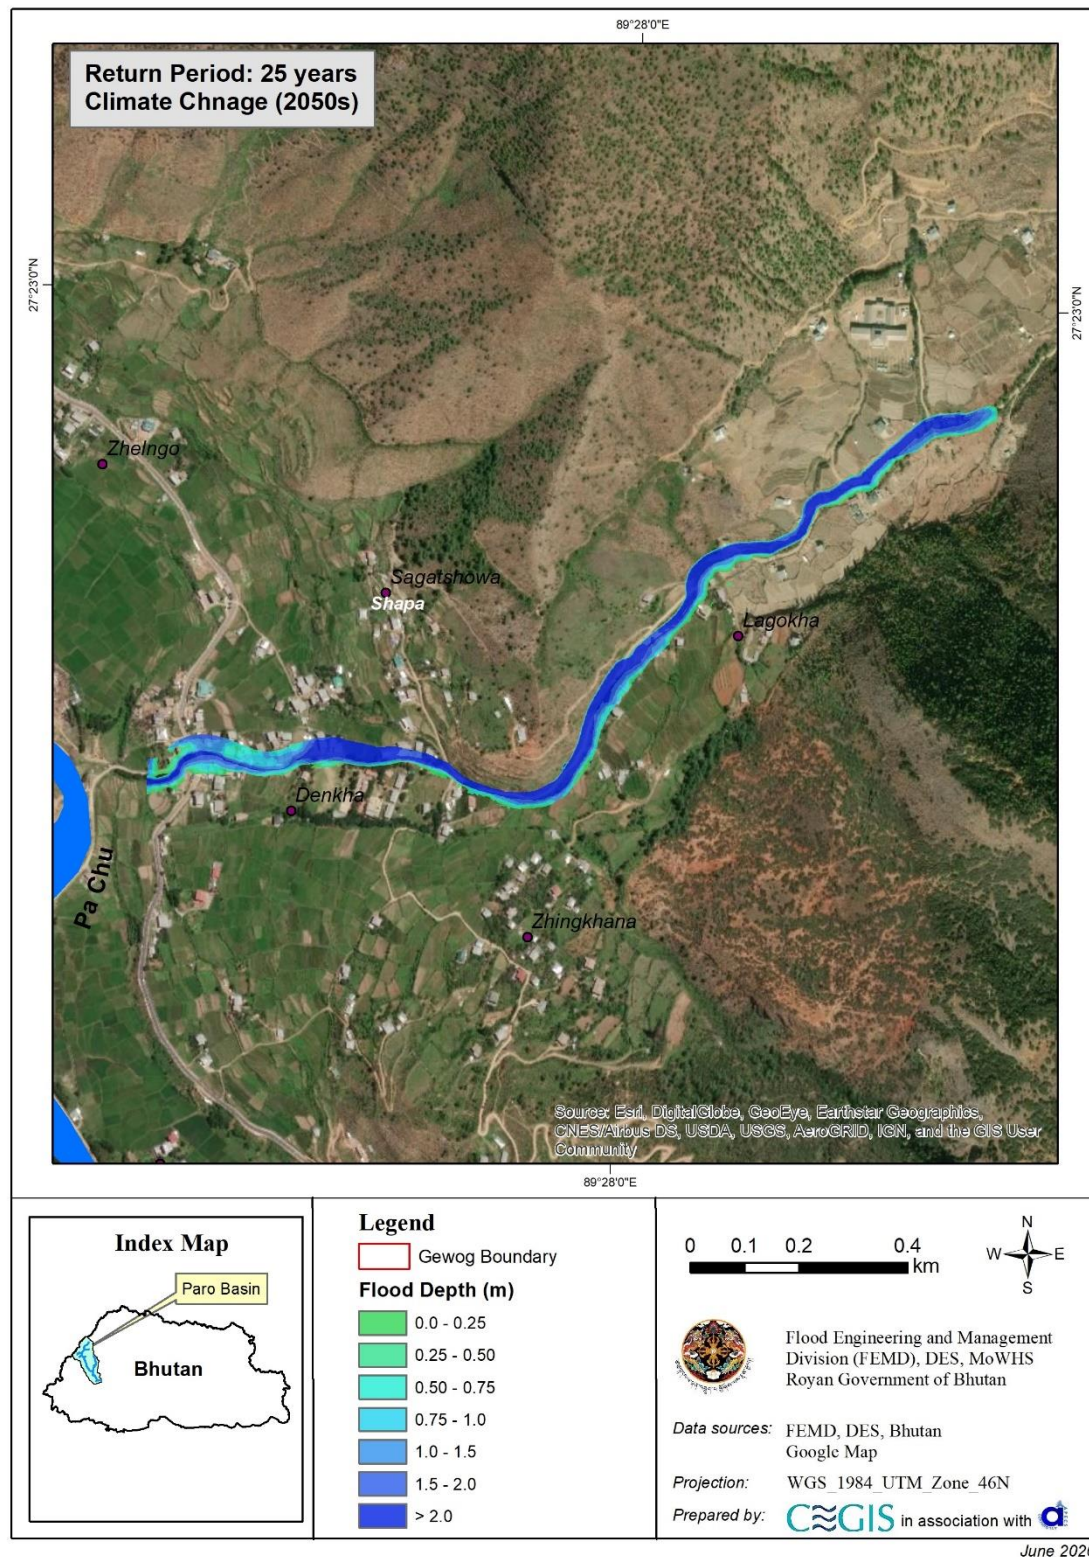 89°28'0"E
Return Period: 25 years
Climate Chnage (2050s)
27°23'0"N
27°23'0"N
Zhelngo
Sagatshowa
Shapa
Lagokha
Denkha
Pa Chu
Zhingkhana
Source: Esri, DigitalGlobe, GeoEye, Earthstar Geographics,
CNES/Airbus DS, USDA, USGS, AeroGRID, IGN, and the GIS User
Community
89°28'0"E
Index Map
Paro Basin
Bhutan
Legend
Gewog Boundary
Flood Depth (m)
0.0 - 0.25
0.25 - 0.50
0.50 - 0.75
0.75 - 1.0
1.0 - 1.5
1.5 - 2.0
> 2.0
0 0.1 0.2 0.4
km
N
W E
S
Flood Engineering and Management
Division (FEMD), DES, MoWHS
Royan Government of Bhutan
Data sources: FEMD, DES, Bhutan
Google Map
Projection: WGS_1984_UTM_Zone_46N
Prepared by: CEGIS in association with
June